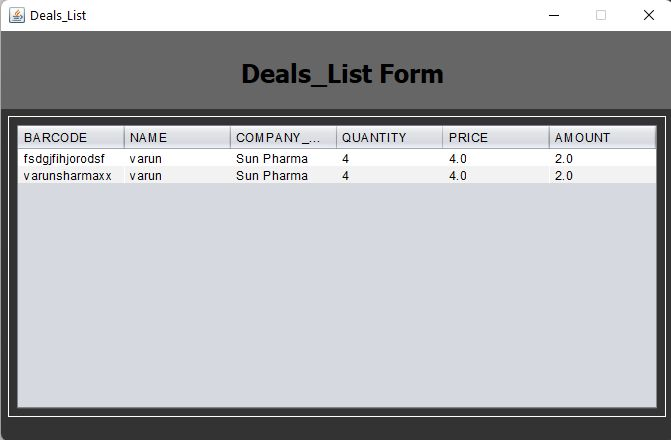 Deals_List
Deals_List Form
BARCODE NAME COMPANY_... QUANTITY PRICE AMOUNT
fsdgjfihjorodsf varun Sun Pharma 4 4.0 2.0
varunsharmaxx varun Sun Pharma 4 4.0 2.0